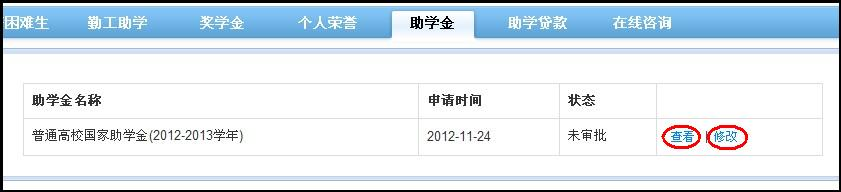 困难生 勤工助学 奖学金 个人荣誉 助学金 助学贷款 在线咨询
助学金名称 申请时间 状态
普通高校国家助学金(2012-2013学年) 2012-11-24 未审批 查看 | 修改